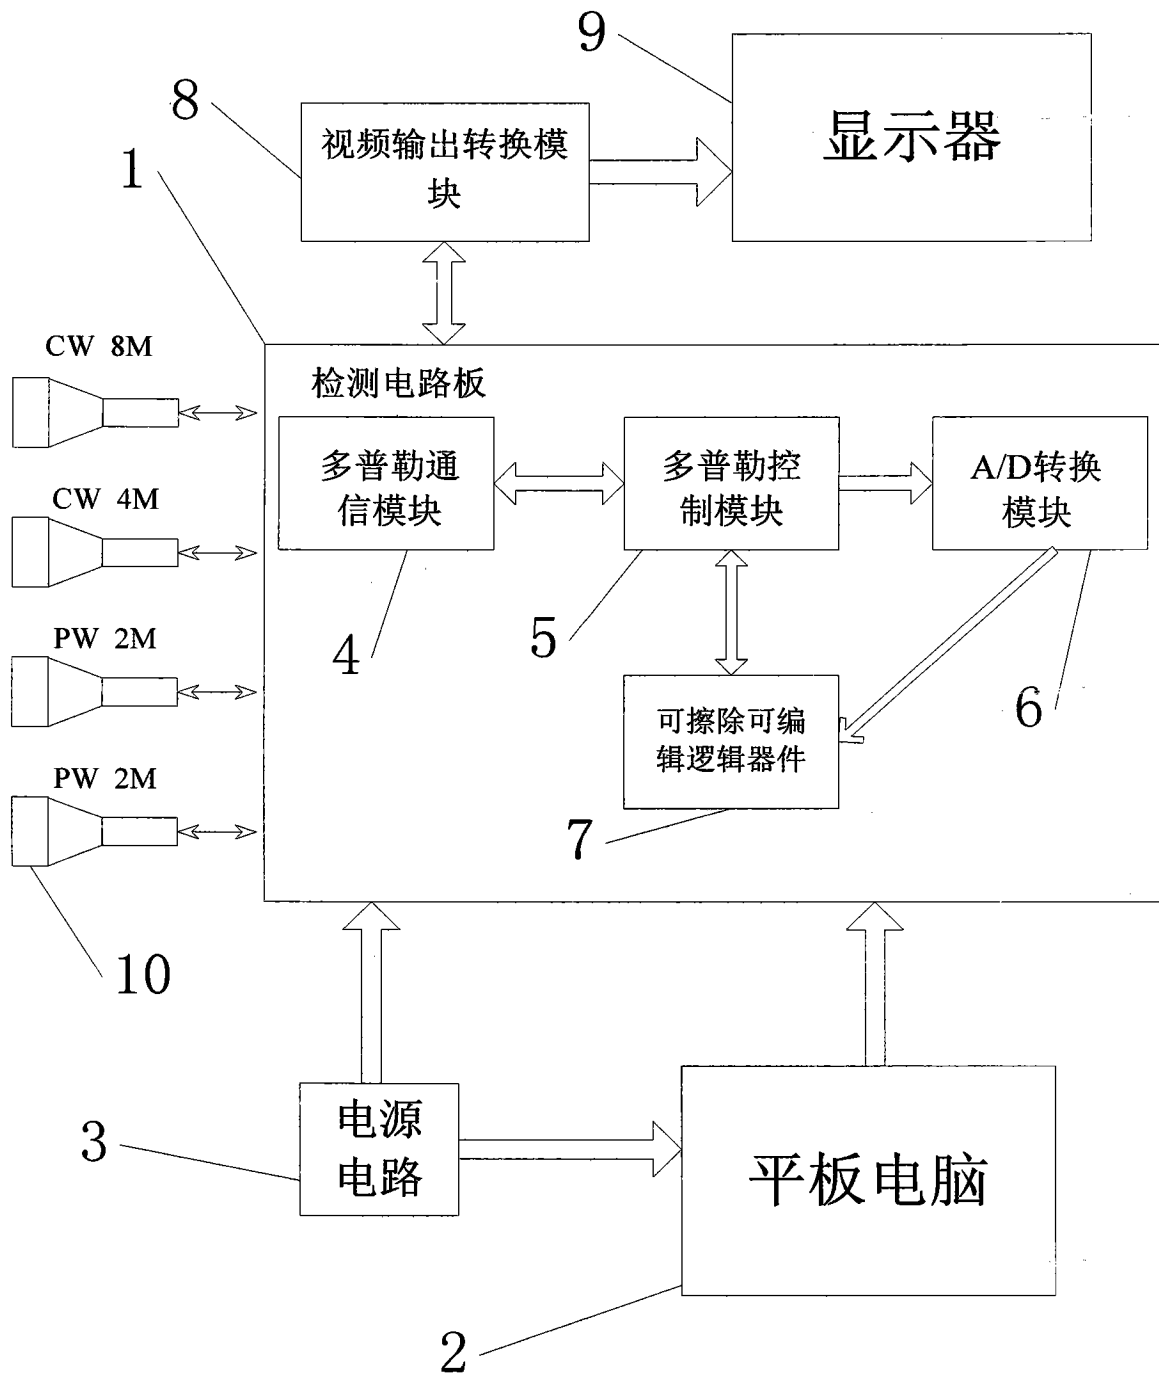 9
显示器
8
视频输出转换模
块
1
CW 8M
检测电路板
多普勒通
信模块
多普勒控
制模块
A/D转换
模块
CW 4M
4
5
6
PW 2M
可擦除可编
辑逻辑器件
7
PW 2M
10
3
电源
电路
平板电脑
2